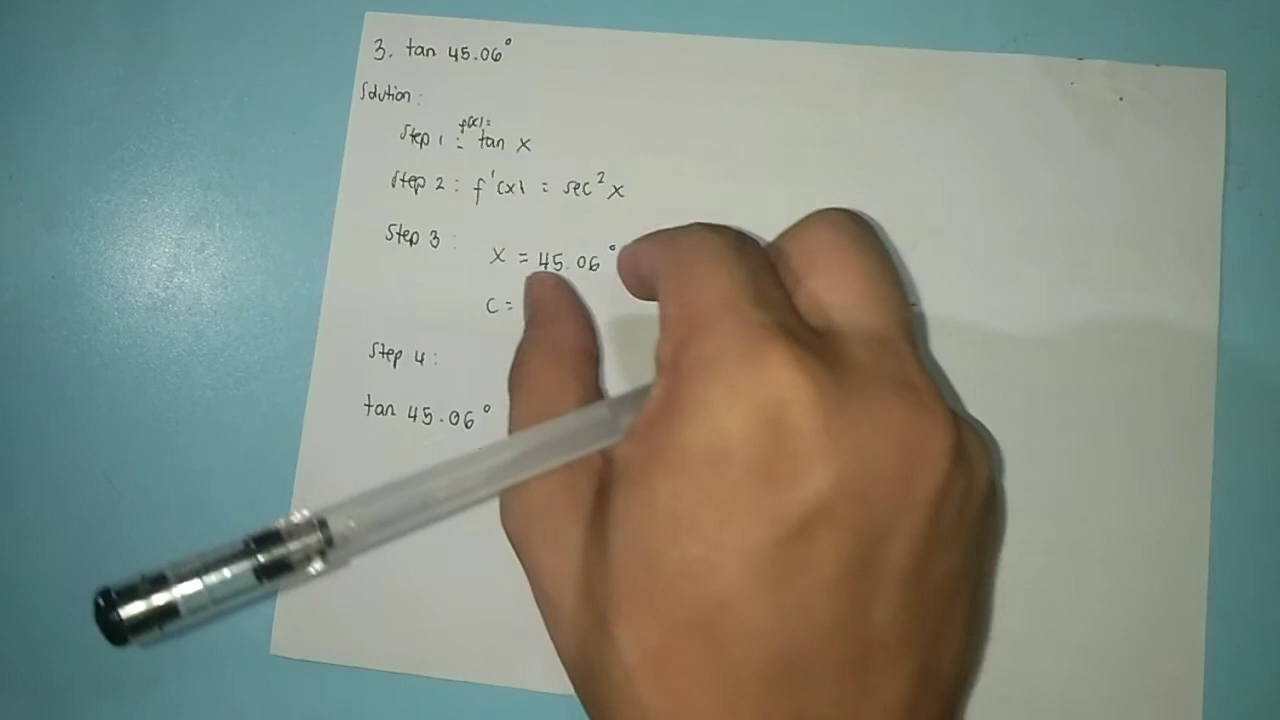 3. tan 45.06°
Solution:
f(x) =
Step 1 : tan x
Step 2 : f'(x) = sec² x
Step 3 :
x = 45.06°
c =
Step 4 :
tan 45.06°